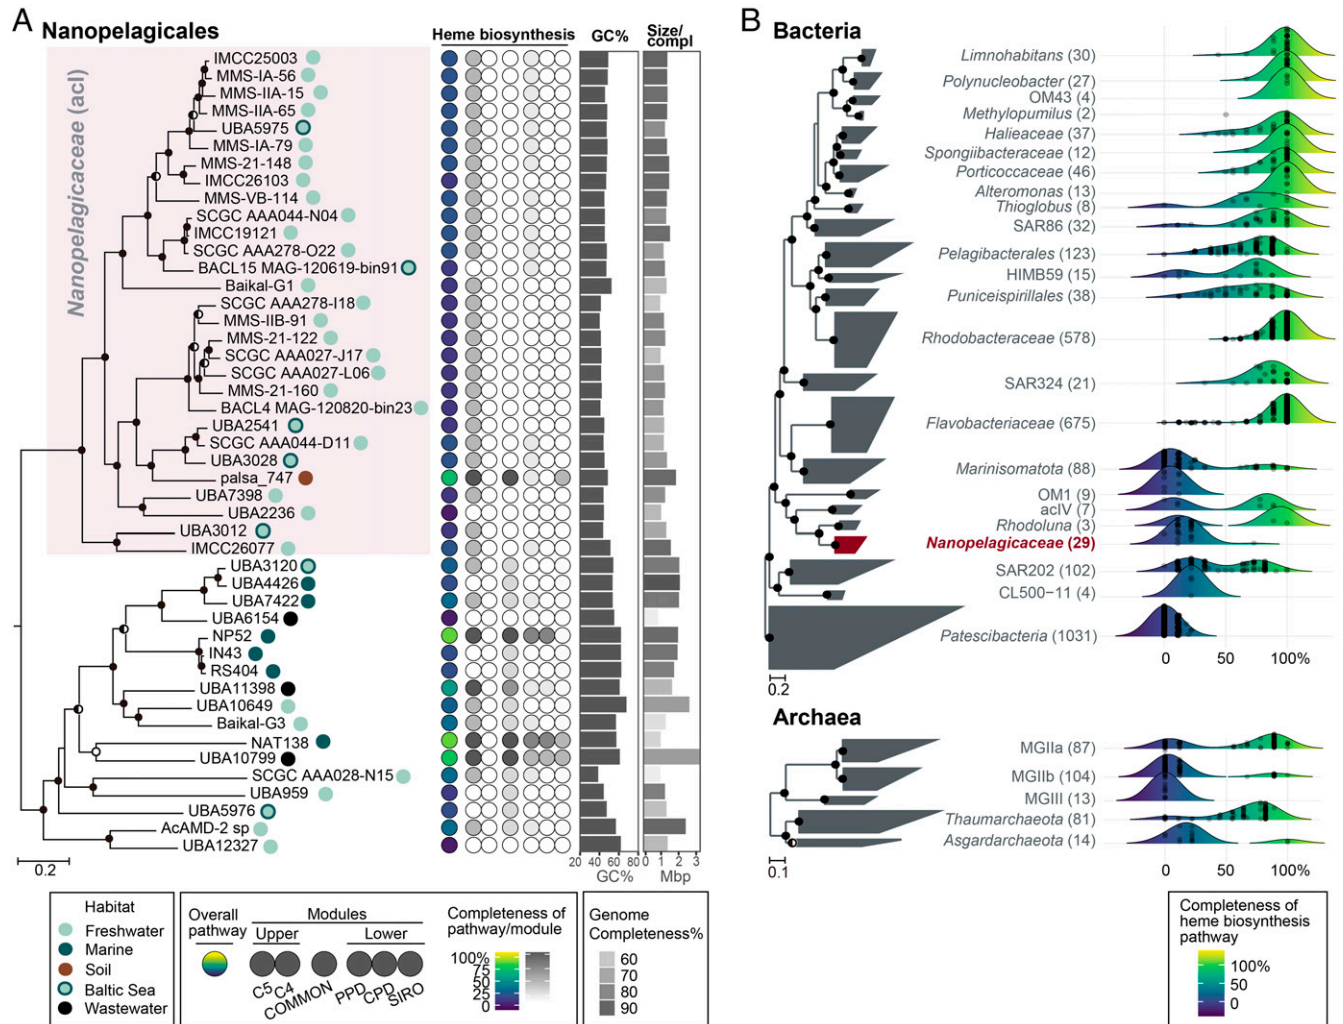 A
Nanopelagicales
Heme biosynthesis
GC%
Size/
compl
Nanopelagicaceae (acI)
IMCC25003
MMS-IA-56
MMS-IIA-15
MMS-IIA-65
UBA5975
MMS-IA-79
MMS-21-148
IMCC26103
MMS-VB-114
SCGC AAA044-N04
IMCC19121
SCGC AAA278-O22
BACL15 MAG-120619-bin91
Baikal-G1
SCGC AAA278-I18
MMS-IIB-91
MMS-21-122
SCGC AAA027-J17
SCGC AAA027-L06
MMS-21-160
BACL4 MAG-120820-bin23
UBA2541
SCGC AAA044-D11
UBA3028
palsa_747
UBA7398
UBA2236
UBA3012
IMCC26077
UBA3120
UBA4426
UBA7422
UBA6154
NP52
IN43
RS404
UBA11398
UBA10649
Baikal-G3
NAT138
UBA10799
SCGC AAA028-N15
UBA959
UBA5976
AcAMD-2 sp
UBA12327
0.2
20 40 60 80
GC%
0 1 2 3
Mbp
Habitat
Freshwater
Marine
Soil
Baltic Sea
Wastewater
Overall
pathway
Modules
Upper
Lower
C5
C4
COMMON
PPD
CPD
SIRO
Completeness of
pathway/module
100%
75
50
25
0
Genome
Completeness%
60
70
80
90
B
Bacteria
Limnohabitans (30)
Polynucleobacter (27)
OM43 (4)
Methylopumilus (2)
Halieaceae (37)
Spongiibacteraceae (12)
Porticoccaceae (46)
Alteromonas (13)
Thioglobus (8)
SAR86 (32)
Pelagibacterales (123)
HIMB59 (15)
Puniceispirillales (38)
Rhodobacteraceae (578)
SAR324 (21)
Flavobacteriaceae (675)
Marinisomatota (88)
OM1 (9)
acIV (7)
Rhodoluna (3)
Nanopelagicaceae (29)
SAR202 (102)
CL500−11 (4)
Patescibacteria (1031)
0.2
0 50 100%
Archaea
MGIIa (87)
MGIIb (104)
MGIII (13)
Thaumarchaeota (81)
Asgardarchaeota (14)
0.1
0 50 100%
Completeness of
heme biosynthesis
pathway
100%
50
0